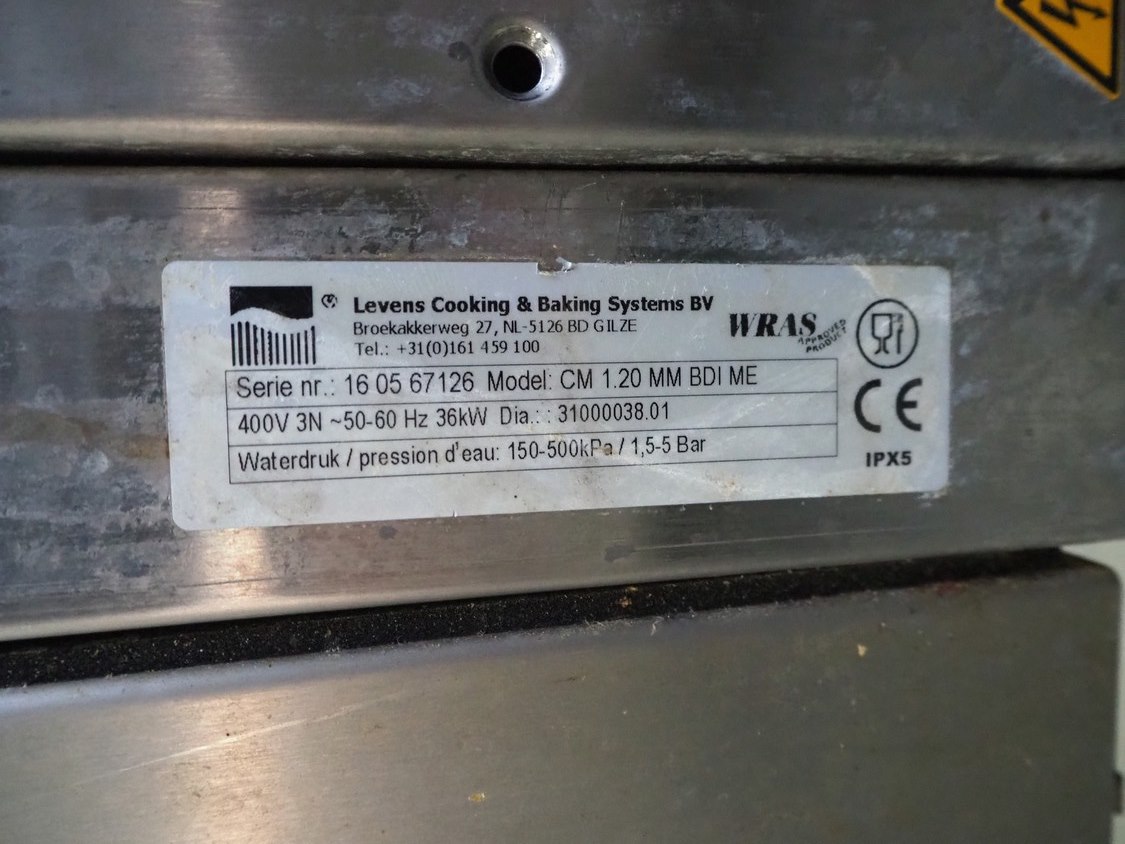 Levens Cooking & Baking Systems BV
Broekakkerweg 27, NL-5126 BD GILZE
Tel.: +31(0)161 459 100
WRAS APPROVED PRODUCT
Serie nr.: 16 05 67126 Model: CM 1.20 MM BDI ME
400V 3N ~50-60 Hz 36kW Dia.: : 31000038.01
Waterdruk / pression d'eau: 150-500kPa / 1,5-5 Bar
CE
IPX5